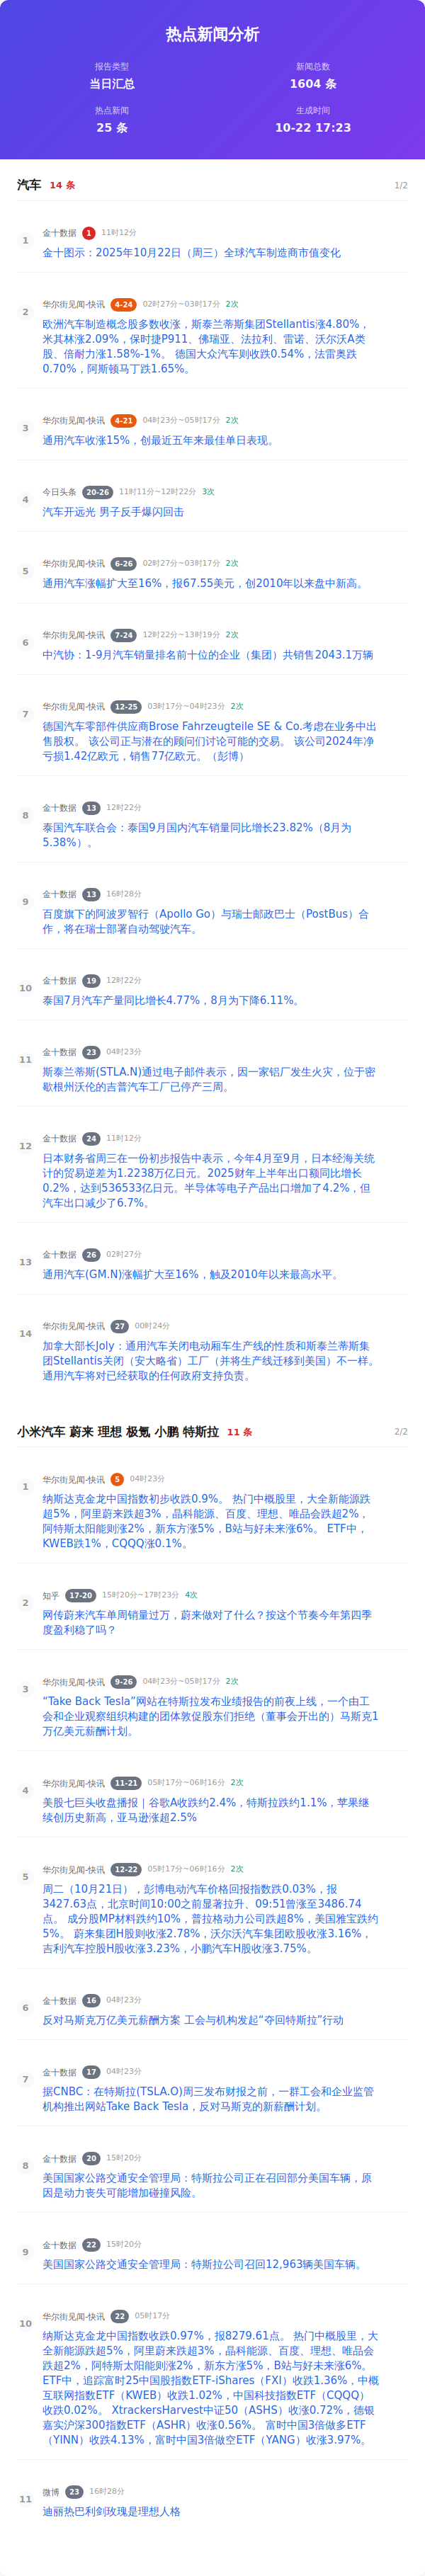 热点新闻分析
报告类型
当日汇总
新闻总数
1604 条
热点新闻
25 条
生成时间
10-22 17:23
汽车 14 条 1/2
1 金十数据 1 11时12分
金十图示：2025年10月22日（周三）全球汽车制造商市值变化
2 华尔街见闻-快讯 4-24 02时27分~03时17分 2次
欧洲汽车制造概念股多数收涨，斯泰兰蒂斯集团Stellantis涨4.80%，
米其林涨2.09%，保时捷P911、佛瑞亚、法拉利、雷诺、沃尔沃A类
股、倍耐力涨1.58%-1%。 德国大众汽车则收跌0.54%，法雷奥跌
0.70%，阿斯顿马丁跌1.65%。
3 华尔街见闻-快讯 4-21 04时23分~05时17分 2次
通用汽车收涨15%，创最近五年来最佳单日表现。
4 今日头条 20-26 11时11分~12时22分 3次
汽车开远光 男子反手爆闪回击
5 华尔街见闻-快讯 6-26 02时27分~03时17分 2次
通用汽车涨幅扩大至16%，报67.55美元，创2010年以来盘中新高。
6 华尔街见闻-快讯 7-24 12时22分~13时19分 2次
中汽协：1-9月汽车销量排名前十位的企业（集团）共销售2043.1万辆
7 华尔街见闻-快讯 12-25 03时17分~04时23分 2次
德国汽车零部件供应商Brose Fahrzeugteile SE & Co.考虑在业务中出
售股权。 该公司正与潜在的顾问们讨论可能的交易。 该公司2024年净
亏损1.42亿欧元，销售77亿欧元。（彭博）
8 金十数据 13 12时22分
泰国汽车联合会：泰国9月国内汽车销量同比增长23.82%（8月为
5.38%）。
9 金十数据 13 16时28分
百度旗下的阿波罗智行（Apollo Go）与瑞士邮政巴士（PostBus）合
作，将在瑞士部署自动驾驶汽车。
10 金十数据 19 12时22分
泰国7月汽车产量同比增长4.77%，8月为下降6.11%。
11 金十数据 23 04时23分
斯泰兰蒂斯(STLA.N)通过电子邮件表示，因一家铝厂发生火灾，位于密
歇根州沃伦的吉普汽车工厂已停产三周。
12 金十数据 24 11时12分
日本财务省周三在一份初步报告中表示，今年4月至9月，日本经海关统
计的贸易逆差为1.2238万亿日元。2025财年上半年出口额同比增长
0.2%，达到536533亿日元。半导体等电子产品出口增加了4.2%，但
汽车出口减少了6.7%。
13 金十数据 26 02时27分
通用汽车(GM.N)涨幅扩大至16%，触及2010年以来最高水平。
14 华尔街见闻-快讯 27 00时24分
加拿大部长Joly：通用汽车关闭电动厢车生产线的性质和斯泰兰蒂斯集
团Stellantis关闭（安大略省）工厂（并将生产线迁移到美国）不一样。
通用汽车将对已经获取的任何政府支持负责。
小米汽车 蔚来 理想 极氪 小鹏 特斯拉 11 条 2/2
1 华尔街见闻-快讯 5 04时23分
纳斯达克金龙中国指数初步收跌0.9%。 热门中概股里，大全新能源跌
超5%，阿里蔚来跌超3%，晶科能源、百度、理想、唯品会跌超2%，
阿特斯太阳能则涨2%，新东方涨5%，B站与好未来涨6%。 ETF中，
KWEB跌1%，CQQQ涨0.1%。
2 知乎 17-20 15时20分~17时23分 4次
网传蔚来汽车单周销量过万，蔚来做对了什么？按这个节奏今年第四季
度盈利稳了吗？
3 华尔街见闻-快讯 9-26 04时23分~05时17分 2次
“Take Back Tesla”网站在特斯拉发布业绩报告的前夜上线，一个由工
会和企业观察组织构建的团体敦促股东们拒绝（董事会开出的）马斯克1
万亿美元薪酬计划。
4 华尔街见闻-快讯 11-21 05时17分~06时16分 2次
美股七巨头收盘播报｜谷歌A收跌约2.4%，特斯拉跌约1.1%，苹果继
续创历史新高，亚马逊涨超2.5%
5 华尔街见闻-快讯 12-22 05时17分~06时16分 2次
周二（10月21日），彭博电动汽车价格回报指数跌0.03%，报
3427.63点，北京时间10:00之前显著拉升、09:51曾涨至3486.74
点。 成分股MP材料跌约10%，普拉格动力公司跌超8%，美国雅宝跌约
5%。 蔚来集团H股则收涨2.78%，沃尔沃汽车集团欧股收涨3.16%，
吉利汽车控股H股收涨3.23%，小鹏汽车H股收涨3.75%。
6 金十数据 16 04时23分
反对马斯克万亿美元薪酬方案 工会与机构发起“夺回特斯拉”行动
7 金十数据 17 04时23分
据CNBC：在特斯拉(TSLA.O)周三发布财报之前，一群工会和企业监管
机构推出网站Take Back Tesla，反对马斯克的新薪酬计划。
8 金十数据 20 15时20分
美国国家公路交通安全管理局：特斯拉公司正在召回部分美国车辆，原
因是动力丧失可能增加碰撞风险。
9 金十数据 22 15时20分
美国国家公路交通安全管理局：特斯拉公司召回12,963辆美国车辆。
10 华尔街见闻-快讯 22 05时17分
纳斯达克金龙中国指数收跌0.97%，报8279.61点。 热门中概股里，大
全新能源跌超5%，阿里蔚来跌超3%，晶科能源、百度、理想、唯品会
跌超2%，阿特斯太阳能则涨2%，新东方涨5%，B站与好未来涨6%。
ETF中，追踪富时25中国股指数ETF-iShares（FXI）收跌1.36%，中概
互联网指数ETF（KWEB）收跌1.02%，中国科技指数ETF（CQQQ）
收跌0.02%。 XtrackersHarvest中证50（ASHS）收涨0.72%，德银
嘉实沪深300指数ETF（ASHR）收涨0.56%。 富时中国3倍做多ETF
（YINN）收跌4.13%，富时中国3倍做空ETF（YANG）收涨3.97%。
11 微博 23 16时28分
迪丽热巴利剑玫瑰是理想人格